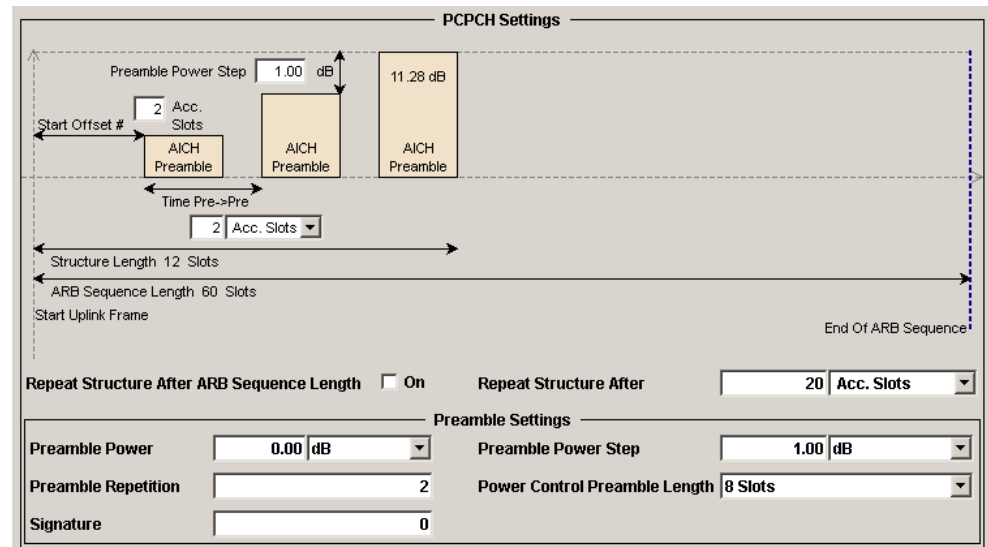 PCPCH Settings
Preamble Power Step 1.00 dB
11.28 dB
2 Acc. Slots
Start Offset #
AICH Preamble
AICH Preamble
AICH Preamble
Time Pre->Pre
2 Acc. Slots
Structure Length 12 Slots
ARB Sequence Length 60 Slots
Start Uplink Frame
End Of ARB Sequence
Repeat Structure After ARB Sequence Length On
Repeat Structure After 20 Acc. Slots
Preamble Settings
Preamble Power 0.00 dB
Preamble Power Step 1.00 dB
Preamble Repetition 2
Power Control Preamble Length 8 Slots
Signature 0